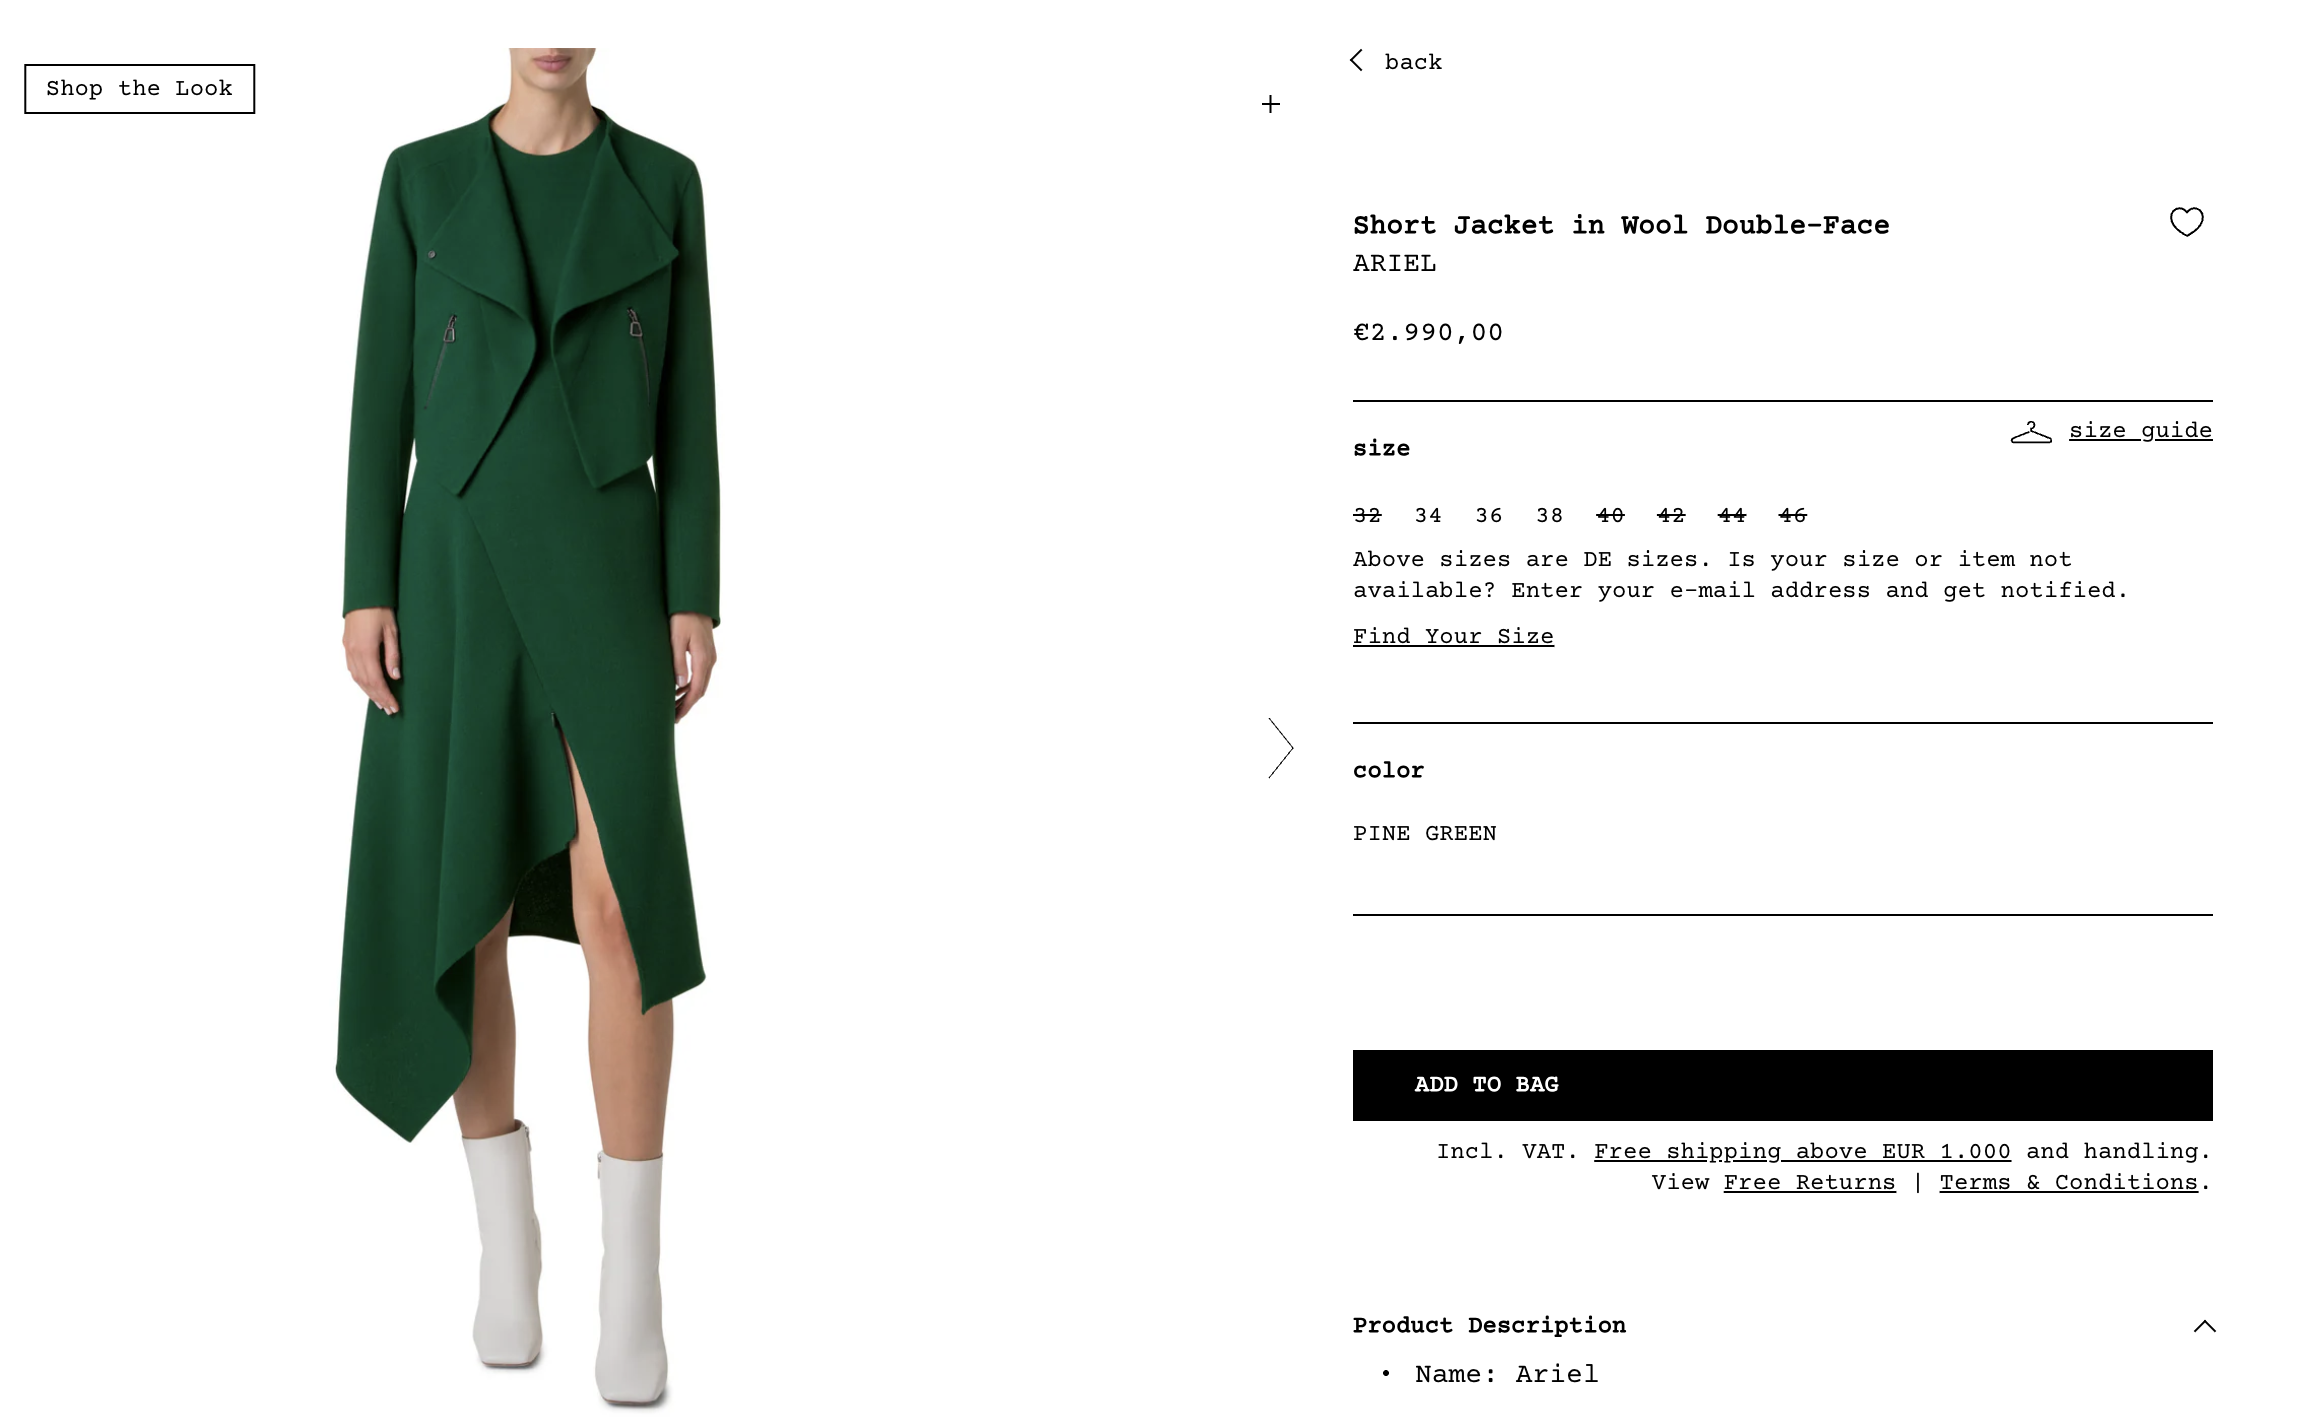 Shop the Look
back
Short Jacket in Wool Double-Face
ARIEL
€2.990,00
size guide
size
32 34 36 38 40 42 44 46
Above sizes are DE sizes. Is your size or item not
available? Enter your e-mail address and get notified.
Find Your Size
color
PINE GREEN
ADD TO BAG
Incl. VAT. Free shipping above EUR 1.000 and handling.
View Free Returns | Terms & Conditions.
Product Description
• Name: Ariel